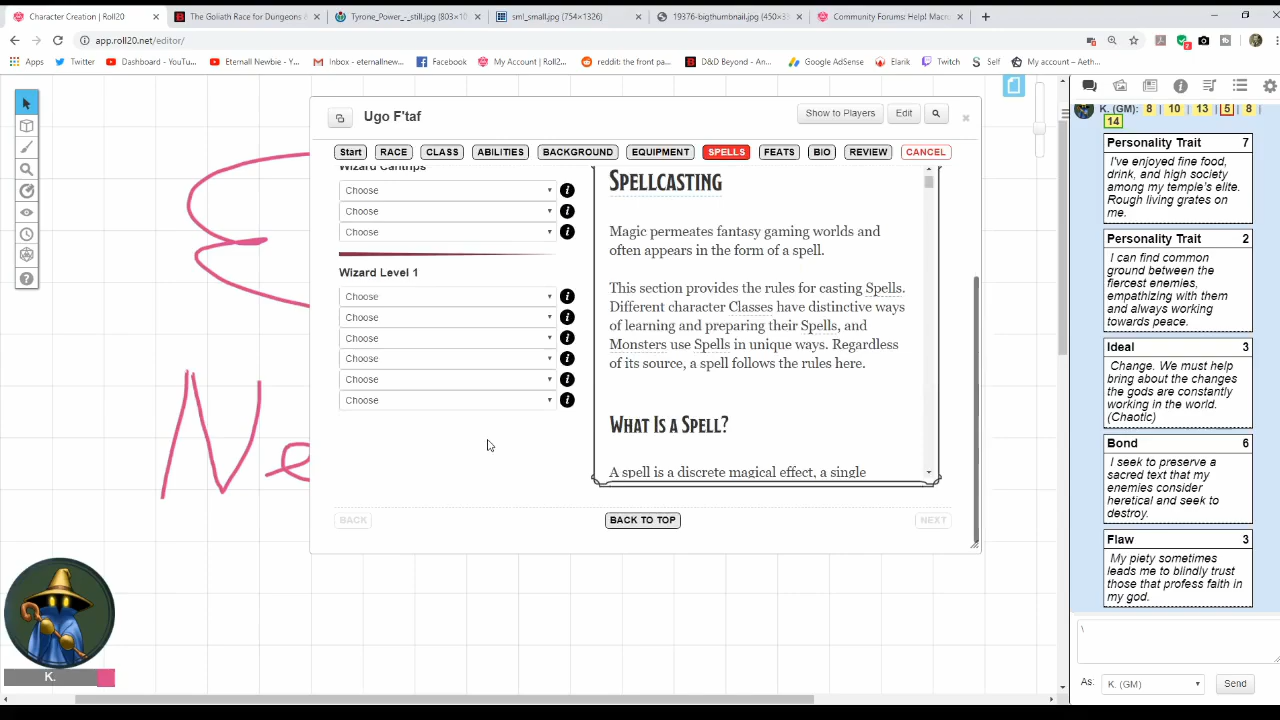 Character Creation | Roll20
The Goliath Race for Dungeons &
Tyrone_Power_-_still.jpg (803×10
sml_small.jpg (754×1326)
19376-bigthumbnail.jpg (450×3
Community Forums: Help! Macro
app.roll20.net/editor/
Apps
Twitter
Dashboard - YouTu...
Inbox - eternallnew...
Facebook
My Account | Roll2...
reddit: the front pa...
D&D Beyond - An...
Google AdSense
Elarik
Twitch
Self
My account – Aeth...
Ugo F'taf
Show to Players
Edit
Start
RACE
CLASS
ABILITIES
BACKGROUND
EQUIPMENT
SPELLS
FEATS
BIO
REVIEW
CANCEL
Wizard Cantrips
Choose
Choose
Choose
Wizard Level 1
Choose
Choose
Choose
Choose
Choose
Choose
SPELLCASTING
Magic permeates fantasy gaming worlds and
often appears in the form of a spell.
This section provides the rules for casting Spells.
Different character Classes have distinctive ways
of learning and preparing their Spells, and
Monsters use Spells in unique ways. Regardless
of its source, a spell follows the rules here.
WHAT IS A SPELL?
A spell is a discrete magical effect, a single
BACK
BACK TO TOP
NEXT
Ne
K.
K. (GM): 8 | 10 | 13 | 5 | 8 |
14
Personality Trait 7
I've enjoyed fine food,
drink, and high society
among my temple's elite.
Rough living grates on
me.
Personality Trait 2
I can find common
ground between the
fiercest enemies,
empathizing with them
and always working
towards peace.
Ideal 3
Change. We must help
bring about the changes
the gods are constantly
working in the world.
(Chaotic)
Bond 6
I seek to preserve a
sacred text that my
enemies consider
heretical and seek to
destroy.
Flaw 3
My piety sometimes
leads me to blindly trust
those that profess faith in
my god.
\
As:
K. (GM)
Send